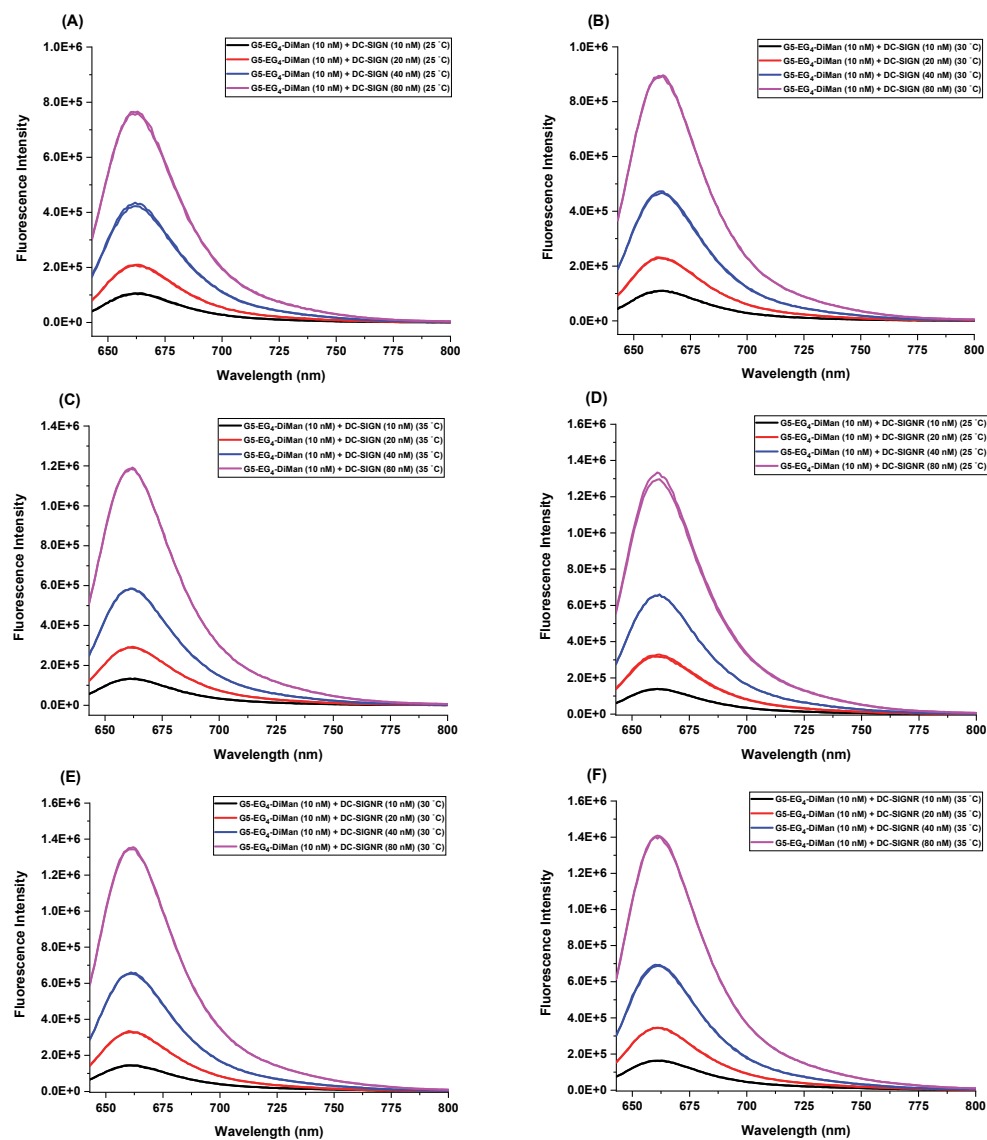 (A)
G5-EG4-DiMan (10 nM) + DC-SIGN (10 nM) (25 ˚C)
G5-EG4-DiMan (10 nM) + DC-SIGN (20 nM) (25 ˚C)
G5-EG4-DiMan (10 nM) + DC-SIGN (40 nM) (25 ˚C)
G5-EG4-DiMan (10 nM) + DC-SIGN (80 nM) (25 ˚C)
1.0E+6
8.0E+5
6.0E+5
4.0E+5
2.0E+5
0.0E+0
Fluorescence Intensity
650 675 700 725 750 775 800
Wavelength (nm)
(B)
G5-EG4-DiMan (10 nM) + DC-SIGN (10 nM) (30 ˚C)
G5-EG4-DiMan (10 nM) + DC-SIGN (20 nM) (30 ˚C)
G5-EG4-DiMan (10 nM) + DC-SIGN (40 nM) (30 ˚C)
G5-EG4-DiMan (10 nM) + DC-SIGN (80 nM) (30 ˚C)
1.0E+6
8.0E+5
6.0E+5
4.0E+5
2.0E+5
0.0E+0
Fluorescence Intensity
650 675 700 725 750 775 800
Wavelength (nm)
(C)
G5-EG4-DiMan (10 nM) + DC-SIGN (10 nM) (35 ˚C)
G5-EG4-DiMan (10 nM) + DC-SIGN (20 nM) (35 ˚C)
G5-EG4-DiMan (10 nM) + DC-SIGN (40 nM) (35 ˚C)
G5-EG4-DiMan (10 nM) + DC-SIGN (80 nM) (35 ˚C)
1.4E+6
1.2E+6
1.0E+6
8.0E+5
6.0E+5
4.0E+5
2.0E+5
0.0E+0
Fluorescence Intensity
650 675 700 725 750 775 800
Wavelength (nm)
(D)
G5-EG4-DiMan (10 nM) + DC-SIGNR (10 nM) (25 ˚C)
G5-EG4-DiMan (10 nM) + DC-SIGNR (20 nM) (25 ˚C)
G5-EG4-DiMan (10 nM) + DC-SIGNR (40 nM) (25 ˚C)
G5-EG4-DiMan (10 nM) + DC-SIGNR (80 nM) (25 ˚C)
1.6E+6
1.4E+6
1.2E+6
1.0E+6
8.0E+5
6.0E+5
4.0E+5
2.0E+5
0.0E+0
Fluorescence Intensity
650 675 700 725 750 775 800
Wavelength (nm)
(E)
G5-EG4-DiMan (10 nM) + DC-SIGNR (10 nM) (30 ˚C)
G5-EG4-DiMan (10 nM) + DC-SIGNR (20 nM) (30 ˚C)
G5-EG4-DiMan (10 nM) + DC-SIGNR (40 nM) (30 ˚C)
G5-EG4-DiMan (10 nM) + DC-SIGNR (80 nM) (30 ˚C)
1.6E+6
1.4E+6
1.2E+6
1.0E+6
8.0E+5
6.0E+5
4.0E+5
2.0E+5
0.0E+0
Fluorescence Intensity
650 675 700 725 750 775 800
Wavelength (nm)
(F)
G5-EG4-DiMan (10 nM) + DC-SIGNR (10 nM) (35 ˚C)
G5-EG4-DiMan (10 nM) + DC-SIGNR (20 nM) (35 ˚C)
G5-EG4-DiMan (10 nM) + DC-SIGNR (40 nM) (35 ˚C)
G5-EG4-DiMan (10 nM) + DC-SIGNR (80 nM) (35 ˚C)
1.6E+6
1.4E+6
1.2E+6
1.0E+6
8.0E+5
6.0E+5
4.0E+5
2.0E+5
0.0E+0
Fluorescence Intensity
650 675 700 725 750 775 800
Wavelength (nm)